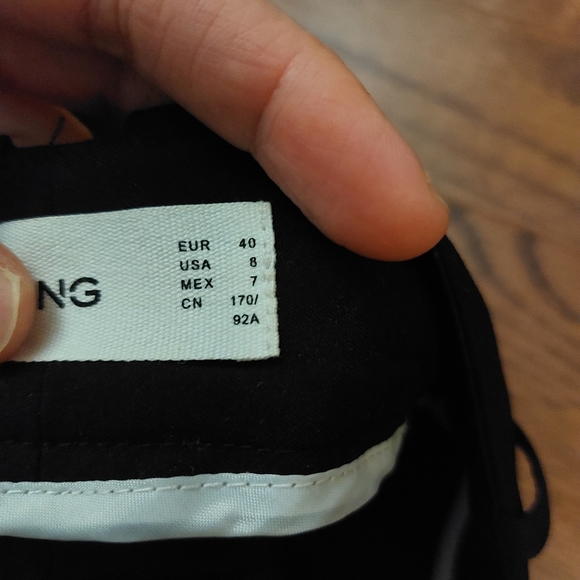 NG
EUR 40
USA 8
MEX 7
CN 170/
92A